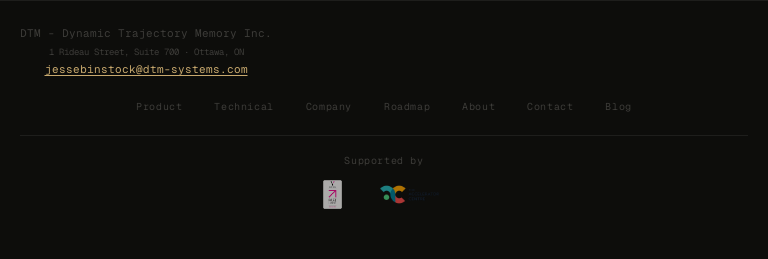 DTM - Dynamic Trajectory Memory Inc.
1 Rideau Street, Suite 700 · Ottawa, ON
jessebinstock@dtm-systems.com
Product Technical Company Roadmap About Contact Blog
Supported by